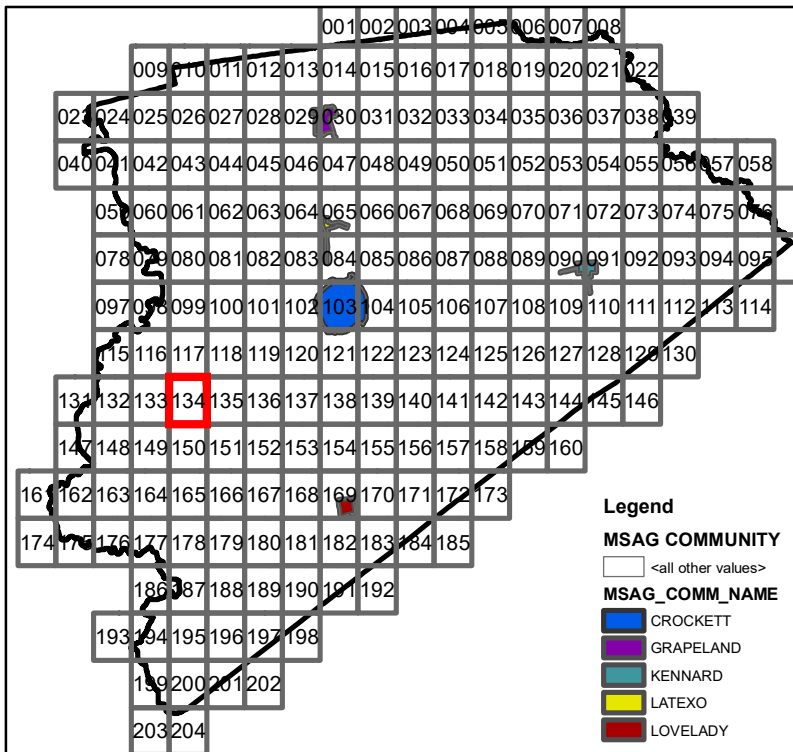 001 002 003 004 005 006 007 008
009 010 011 012 013 014 015 016 017 018 019 020 021 022
023 024 025 026 027 028 029 030 031 032 033 034 035 036 037 038 039
040 041 042 043 044 045 046 047 048 049 050 051 052 053 054 055 056 057 058
059 060 061 062 063 064 065 066 067 068 069 070 071 072 073 074 075 076
078 079 080 081 082 083 084 085 086 087 088 089 090 091 092 093 094 095
097 098 099 100 101 102 103 104 105 106 107 108 109 110 111 112 113 114
115 116 117 118 119 120 121 122 123 124 125 126 127 128 129 130
131 132 133 134 135 136 137 138 139 140 141 142 143 144 145 146
147 148 149 150 151 152 153 154 155 156 157 158 159 160
161 162 163 164 165 166 167 168 169 170 171 172 173
174 175 176 177 178 179 180 181 182 183 184 185
186 187 188 189 190 191 192
193 194 195 196 197 198
199 200 201 202
203 204
Legend
MSAG COMMUNITY
<all other values>
MSAG_COMM_NAME
CROCKETT
GRAPELAND
KENNARD
LATEXO
LOVELADY